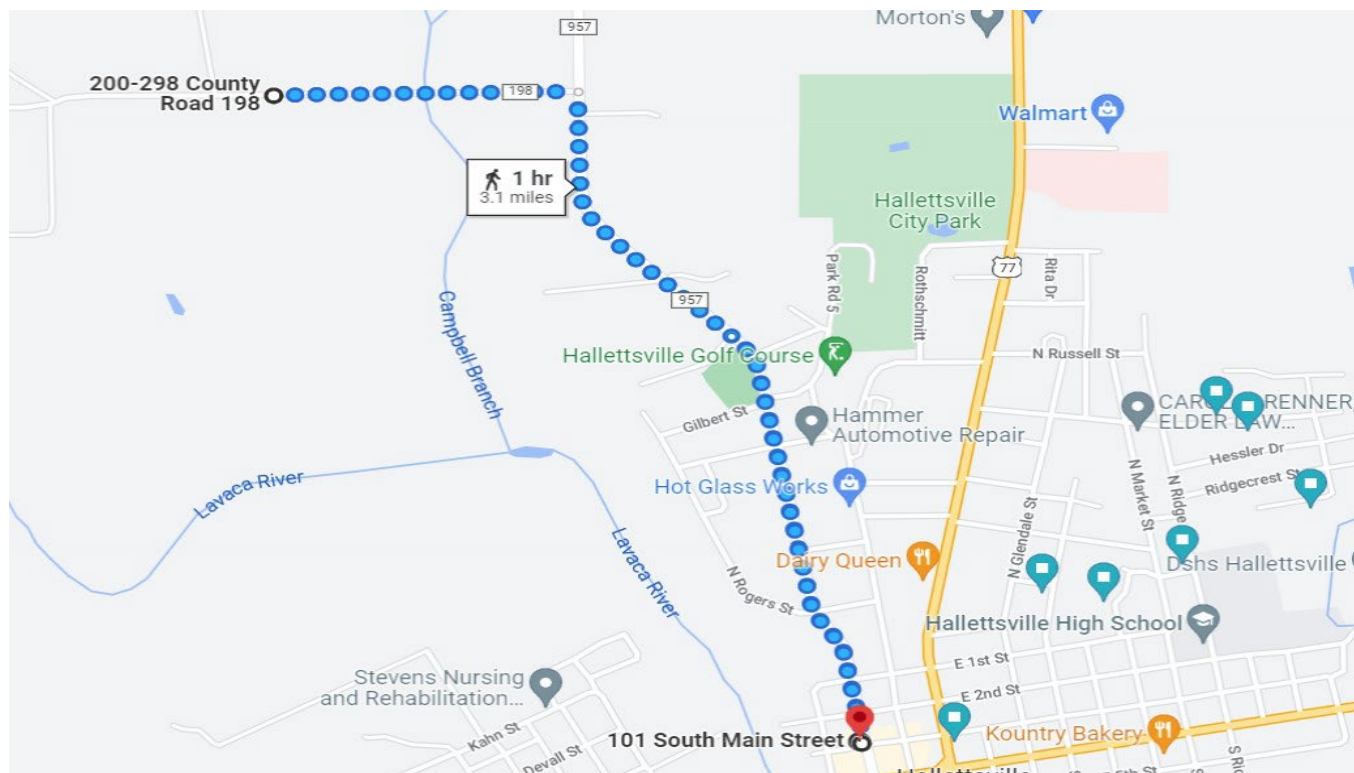 Morton's
957
200-298 County
Road 198
198
Walmart
1 hr
3.1 miles
Hallettsville
City Park
77
Rita Dr
Park Rd 5
Rothschmitt
957
Campbell Branch
Hallettsville Golf Course
N Russell St
Gilbert St
Hammer
Automotive Repair
ELDER LAW...
Hessler Dr
Ridgecrest St
Lavaca River
Hot Glass Works
N Market St
N Ridge
N Glendale St
Lavaca River
Dairy Queen
Dshs Hallettsville
N Rogers St
Hallettsville High School
E 1st St
Stevens Nursing
and Rehabilitation...
E 2nd St
Kahn St
101 South Main Street
Kountry Bakery
Devall St
S Ri
Hallettsville
5th St